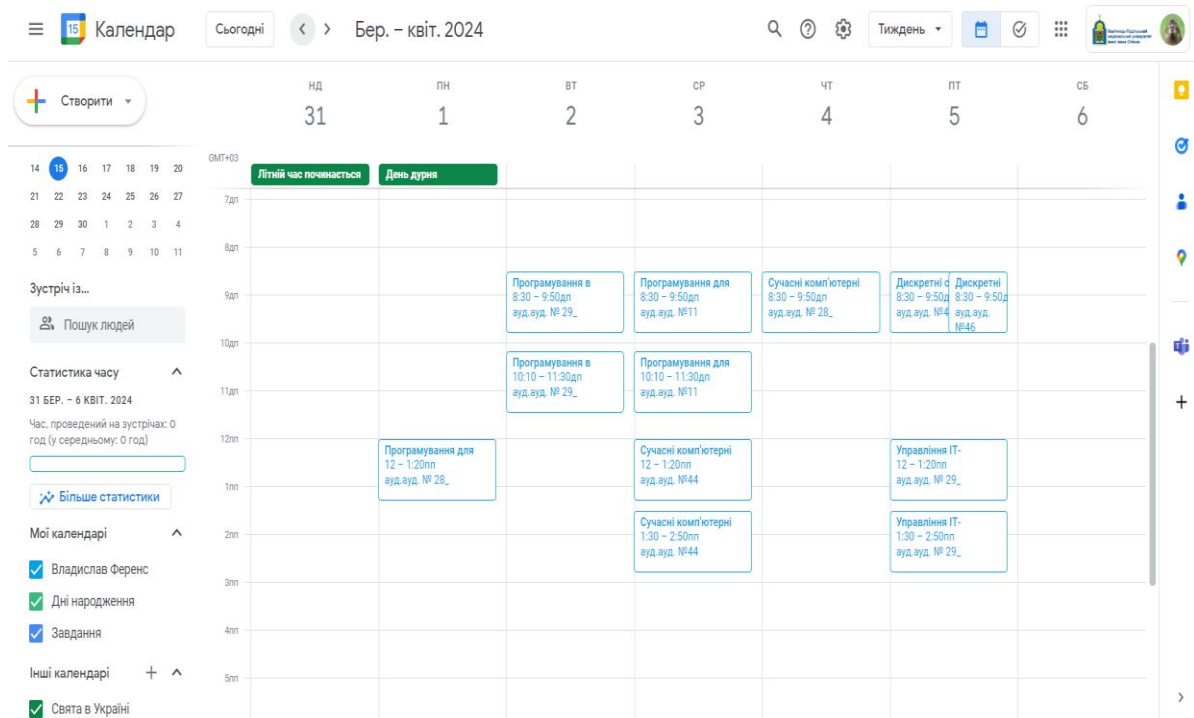 15 Календар Сьогодні Бер. – квіт. 2024 Тиждень
Створити
НД ПН ВТ СР ЧТ ПТ СБ
31 1 2 3 4 5 6
GMT+03
Літній час починається День дурня
14 15 16 17 18 19 20
21 22 23 24 25 26 27
28 29 30 1 2 3 4
5 6 7 8 9 10 11
Зустріч із...
Пошук людей
Статистика часу
31 БЕР. – 6 КВІТ. 2024
Час, проведений на зустрічах: 0
год (у середньому: 0 год)
Більше статистики
Мої календарі
Владислав Ференс
Дні народження
Завдання
Інші календарі
Свята в Україні
7дп
8дп
9дп
10дп
11дп
12пп
1пп
2пп
3пп
4пп
5пп
Програмування для
12 – 1:20пп
ауд.ауд. № 28_
Програмування в
8:30 – 9:50дп
ауд.ауд. № 29_
Програмування в
10:10 – 11:30дп
ауд.ауд. № 29_
Програмування для
8:30 – 9:50дп
ауд.ауд. №11
Програмування для
10:10 – 11:30дп
ауд.ауд. №11
Сучасні комп'ютерні
12 – 1:20пп
ауд.ауд. №44
Сучасні комп'ютерні
1:30 – 2:50пп
ауд.ауд. №44
Сучасні комп'ютерні
8:30 – 9:50дп
ауд.ауд. № 28_
Дискретні с
8:30 – 9:50д
ауд.ауд. №4
Дискретні
8:30 – 9:50д
ауд.ауд.
№46
Управління ІТ-
12 – 1:20пп
ауд.ауд. № 29_
Управління ІТ-
1:30 – 2:50пп
ауд.ауд. № 29_